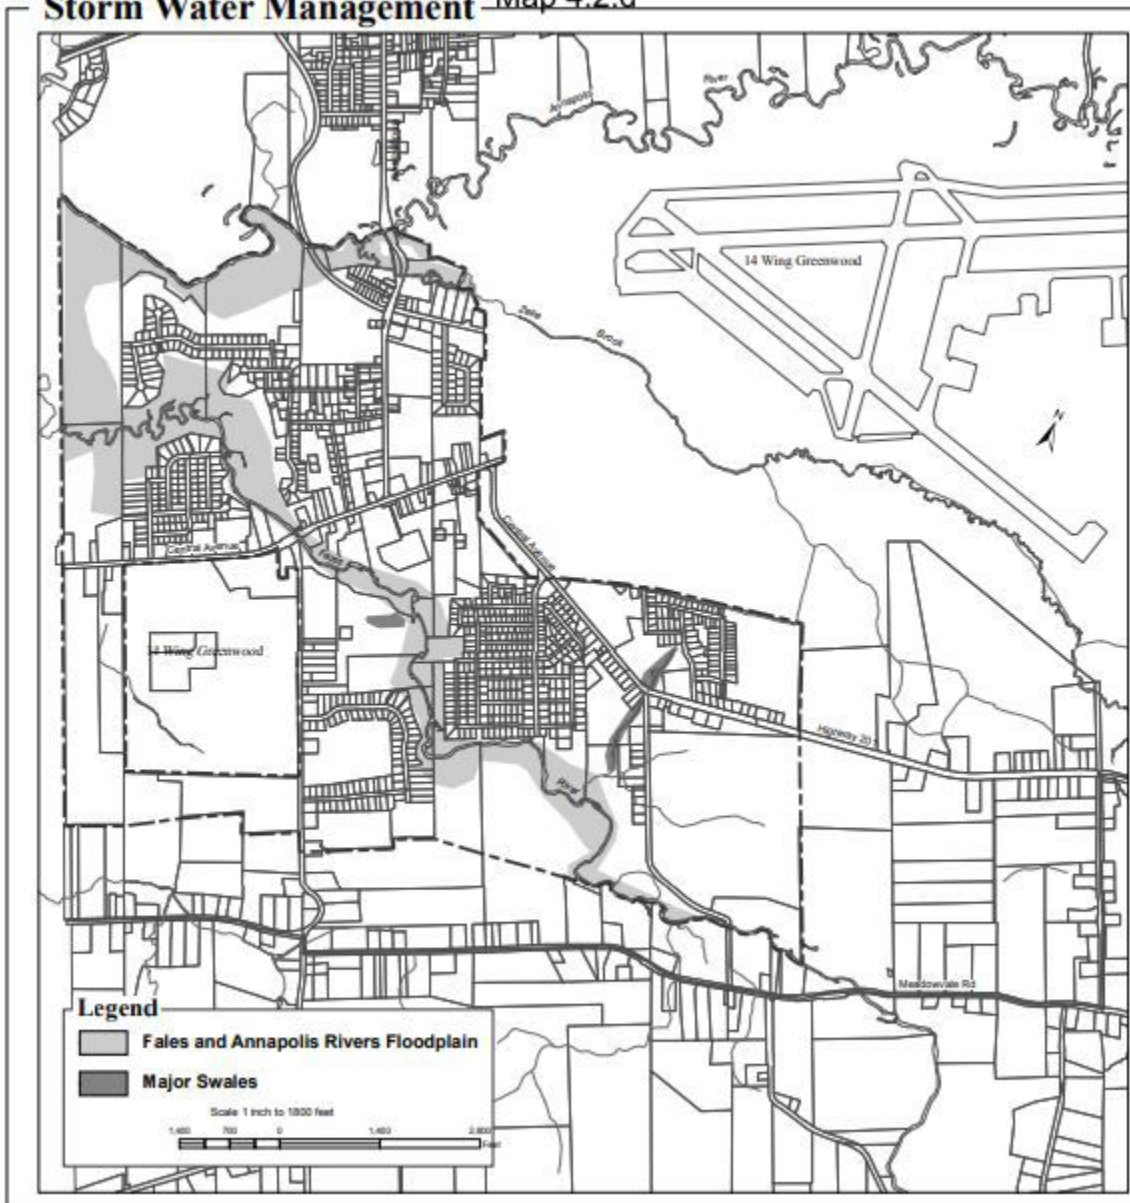 Storm Water Management Map 4.2.d
River
Annapolis
14 Wing Greenwood
Zeke
Brook
N
Central Avenue
Central Avenue
Fales
14 Wing Greenwood
Highway 201
River
Meadowvale Rd
Legend
Fales and Annapolis Rivers Floodplain
Major Swales
Scale 1 inch to 1800 feet
1,400 700 0 1,400 2,800
Feet